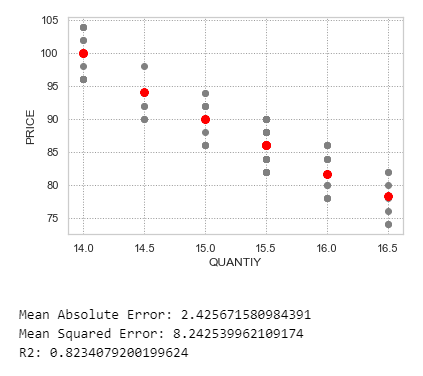 105
100
95
90
85
80
75
PRICE
14.0 14.5 15.0 15.5 16.0 16.5
QUANTIY
Mean Absolute Error: 2.425671580984391
Mean Squared Error: 8.242539962109174
R2: 0.8234079200199624